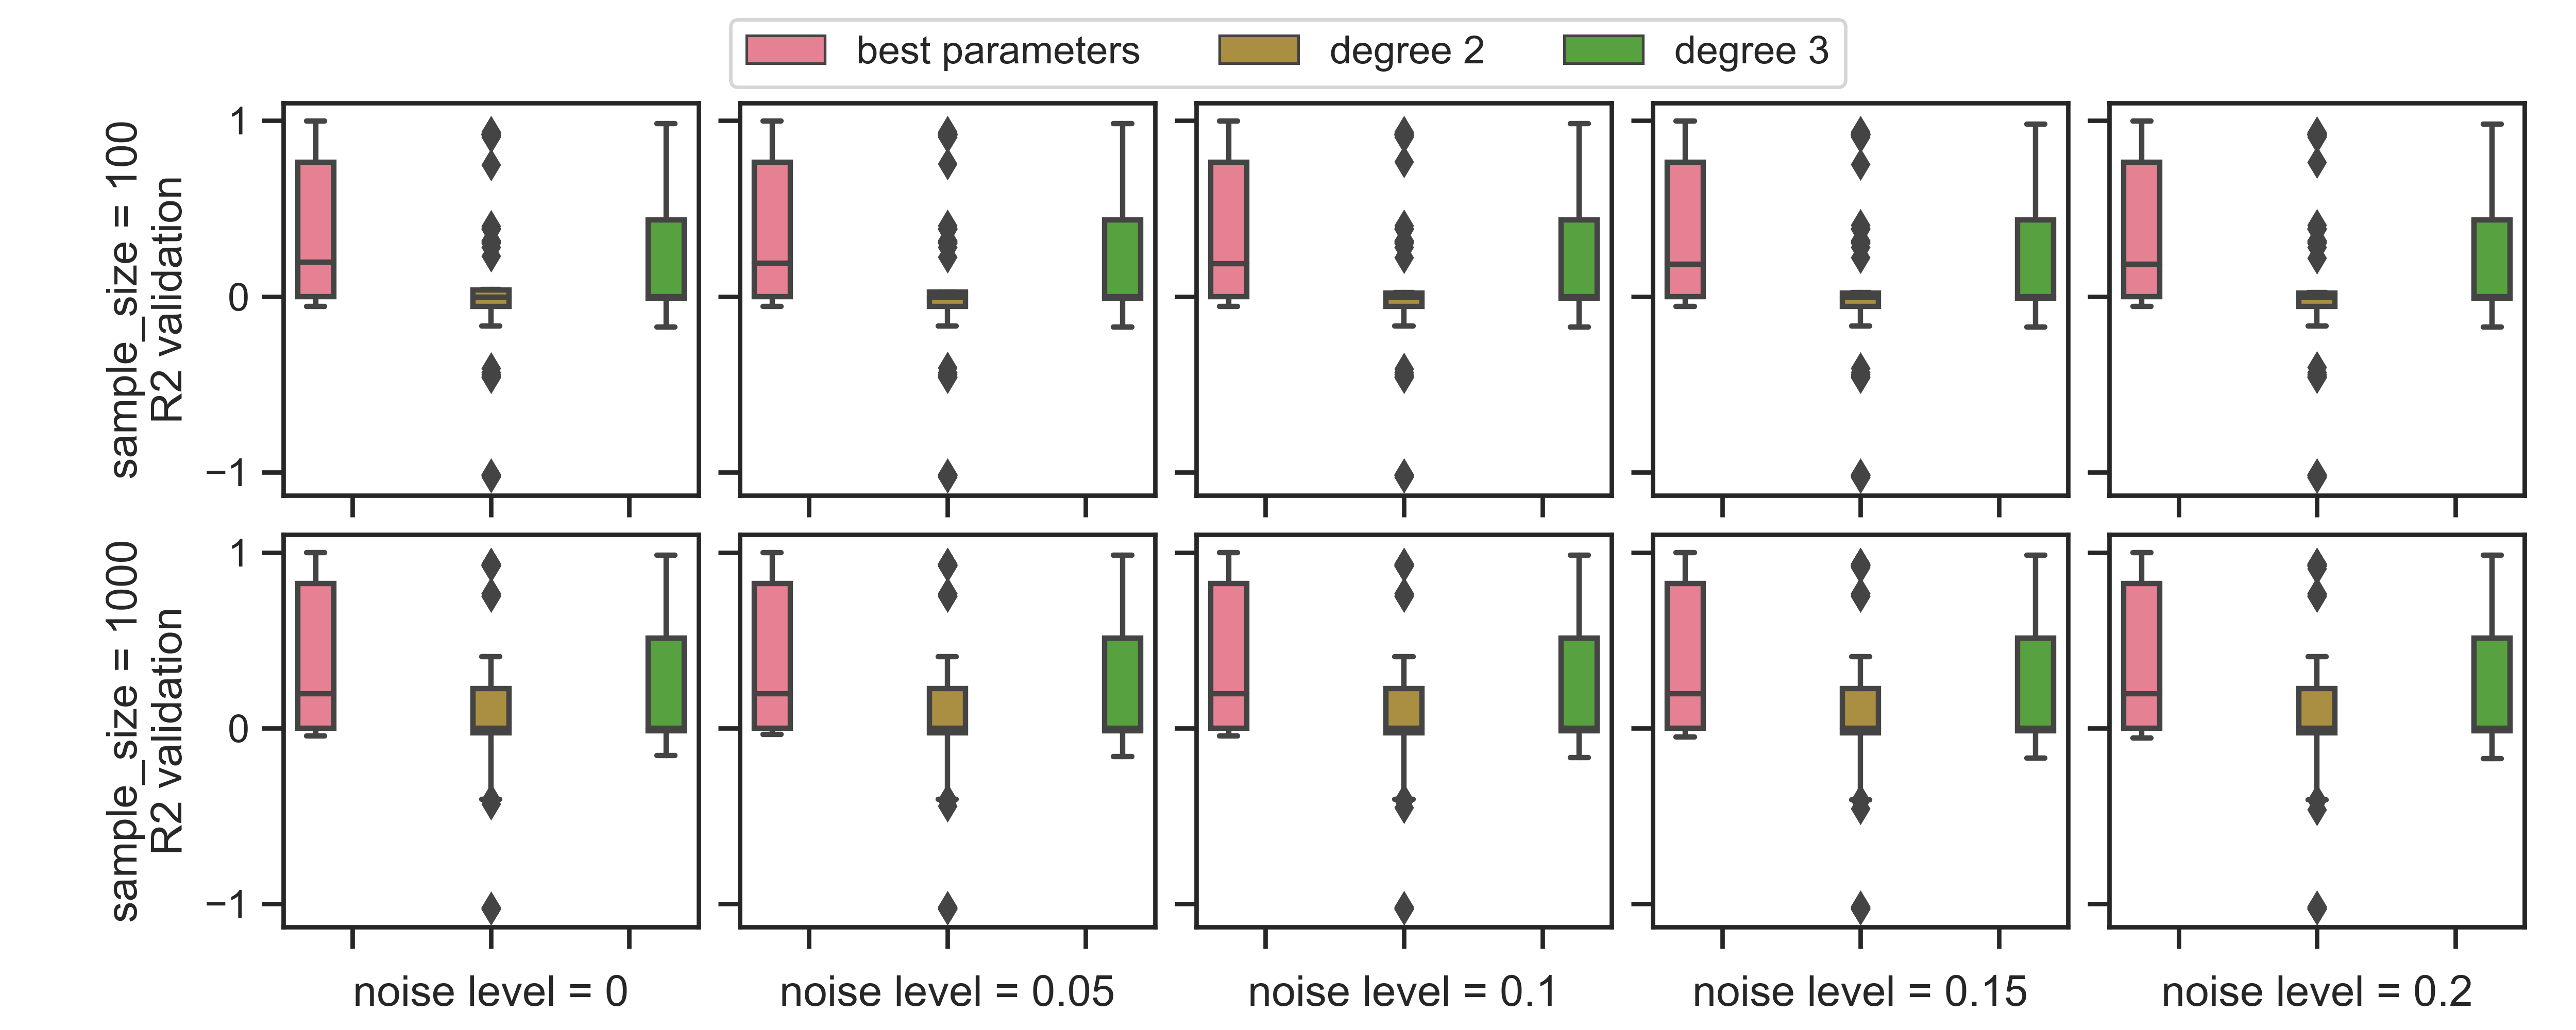 best parameters
degree 2
degree 3
sample_size = 100
R2 validation
1
0
−1
sample_size = 1000
R2 validation
1
0
−1
noise level = 0
noise level = 0.05
noise level = 0.1
noise level = 0.15
noise level = 0.2